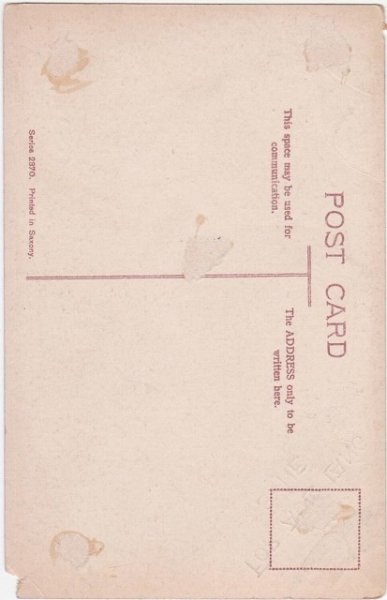 POST CARD
This space may be used for
communication.
The ADDRESS only to be
written here.
Series 2370. Printed in Saxony.